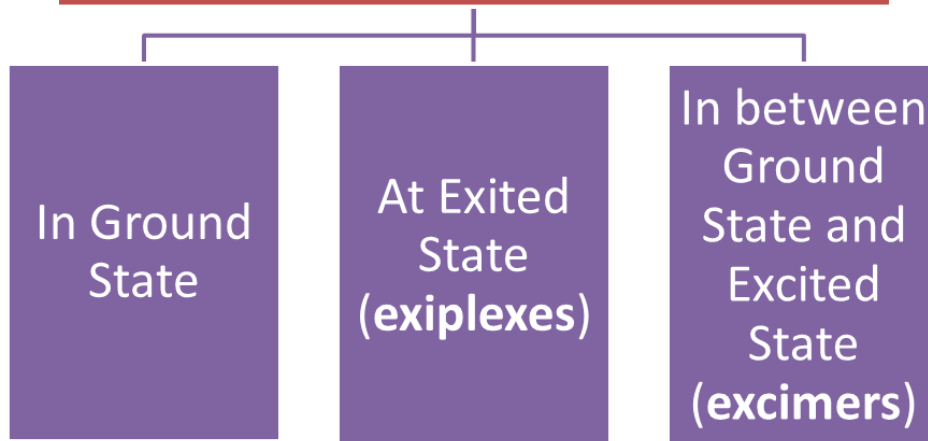 In Ground
State
At Exited
State
(exiplexes)
In between
Ground
State and
Excited
State
(excimers)